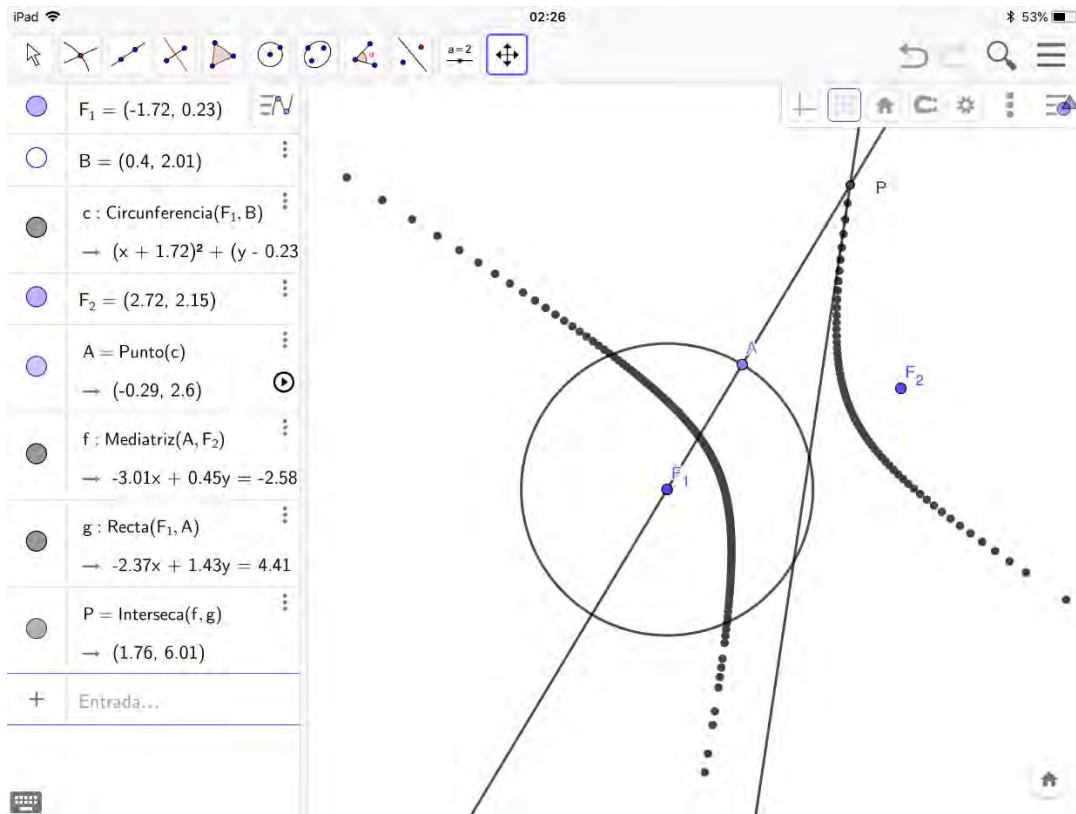 iPad 02:26 53%
a = 2
F₁ = (-1.72, 0.23)
B = (0.4, 2.01)
c : Circunferencia(F₁, B)
→ (x + 1.72)² + (y - 0.23
F₂ = (2.72, 2.15)
A = Punto(c)
→ (-0.29, 2.6)
f : Mediatriz(A, F₂)
→ -3.01x + 0.45y = -2.58
g : Recta(F₁, A)
→ -2.37x + 1.43y = 4.41
P = Interseca(f, g)
→ (1.76, 6.01)
+ Entrada...
P
A
F₂
F₁